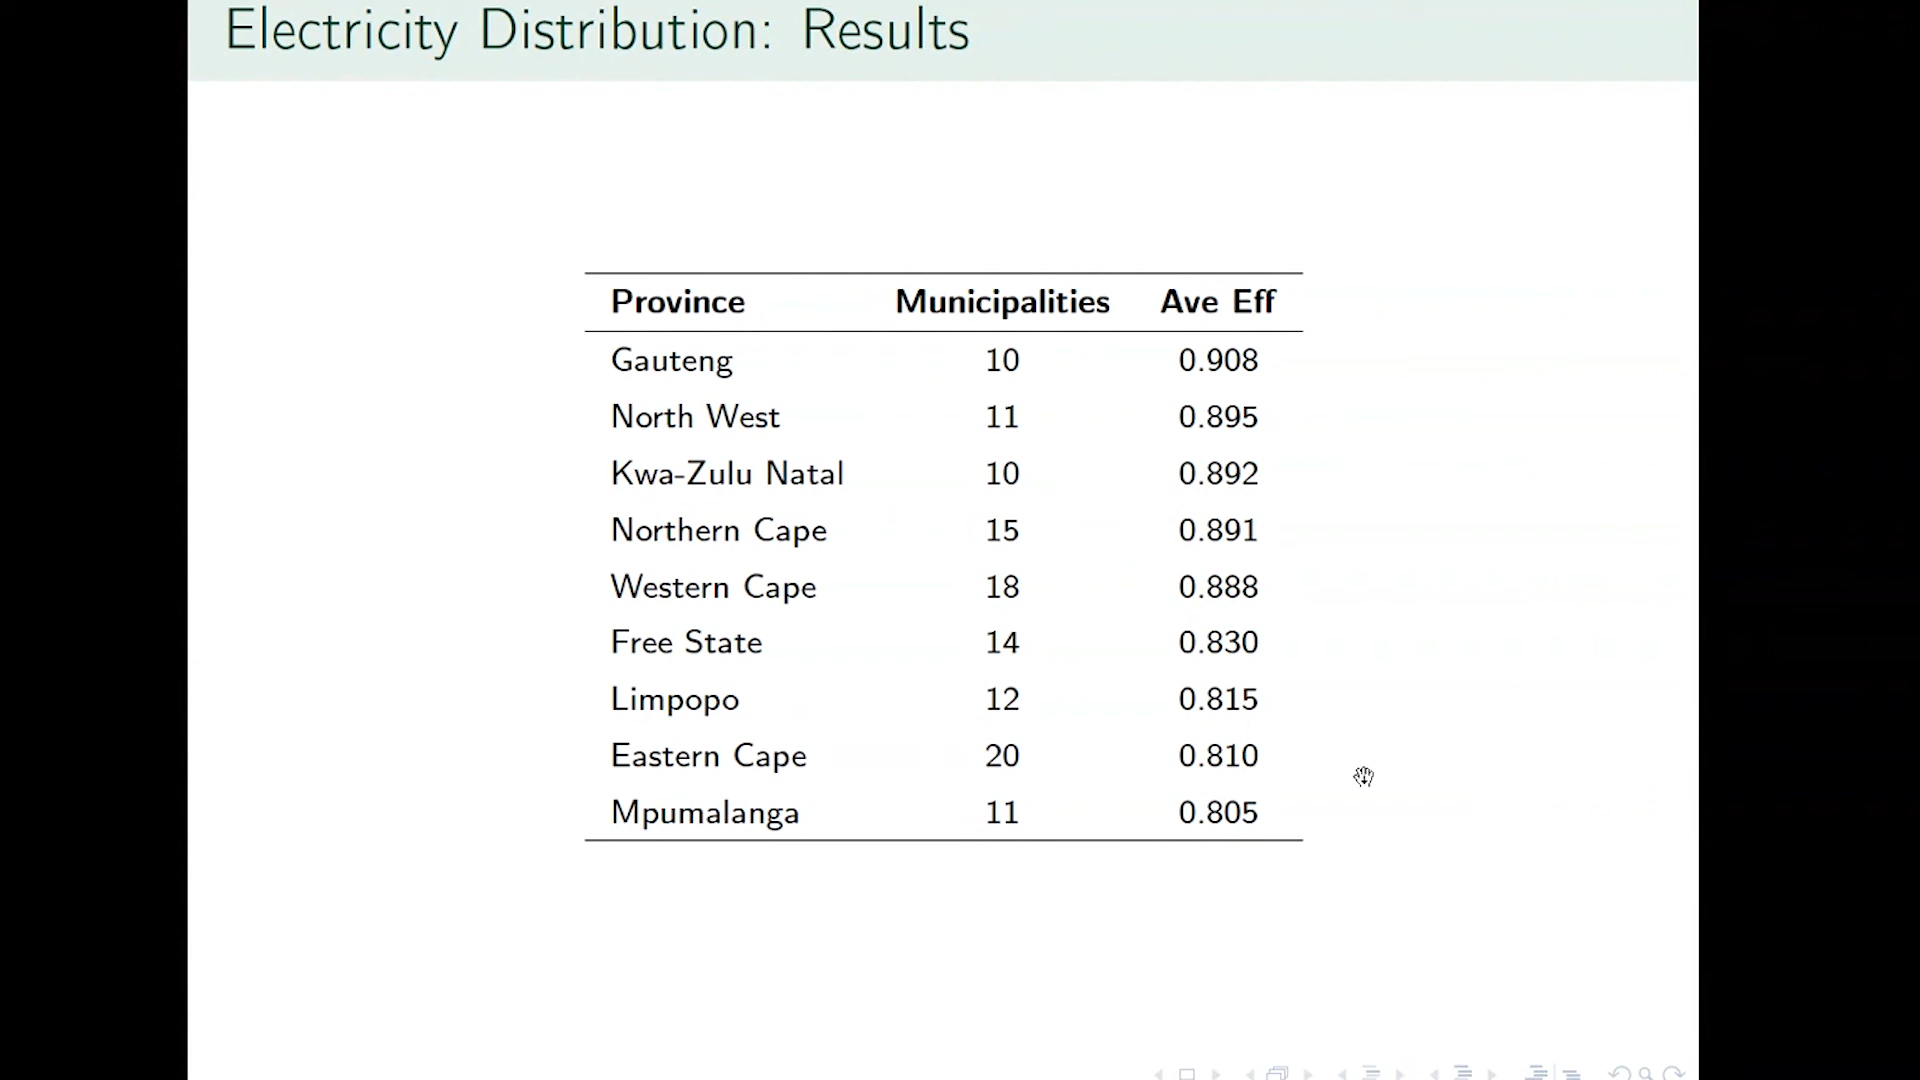 Electricity Distribution: Results
Province Municipalities Ave Eff
Gauteng 10 0.908
North West 11 0.895
Kwa-Zulu Natal 10 0.892
Northern Cape 15 0.891
Western Cape 18 0.888
Free State 14 0.830
Limpopo 12 0.815
Eastern Cape 20 0.810
Mpumalanga 11 0.805